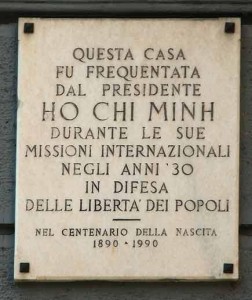 QUESTA CASA
FU FREQUENTATA
DAL PRESIDENTE
HO CHI MINH
DURANTE LE SUE
MISSIONI INTERNAZIONALI
NEGLI ANNI '30
IN DIFESA
DELLE LIBERTA' DEI POPOLI
NEL CENTENARIO DELLA NASCITA
1890 • 1990